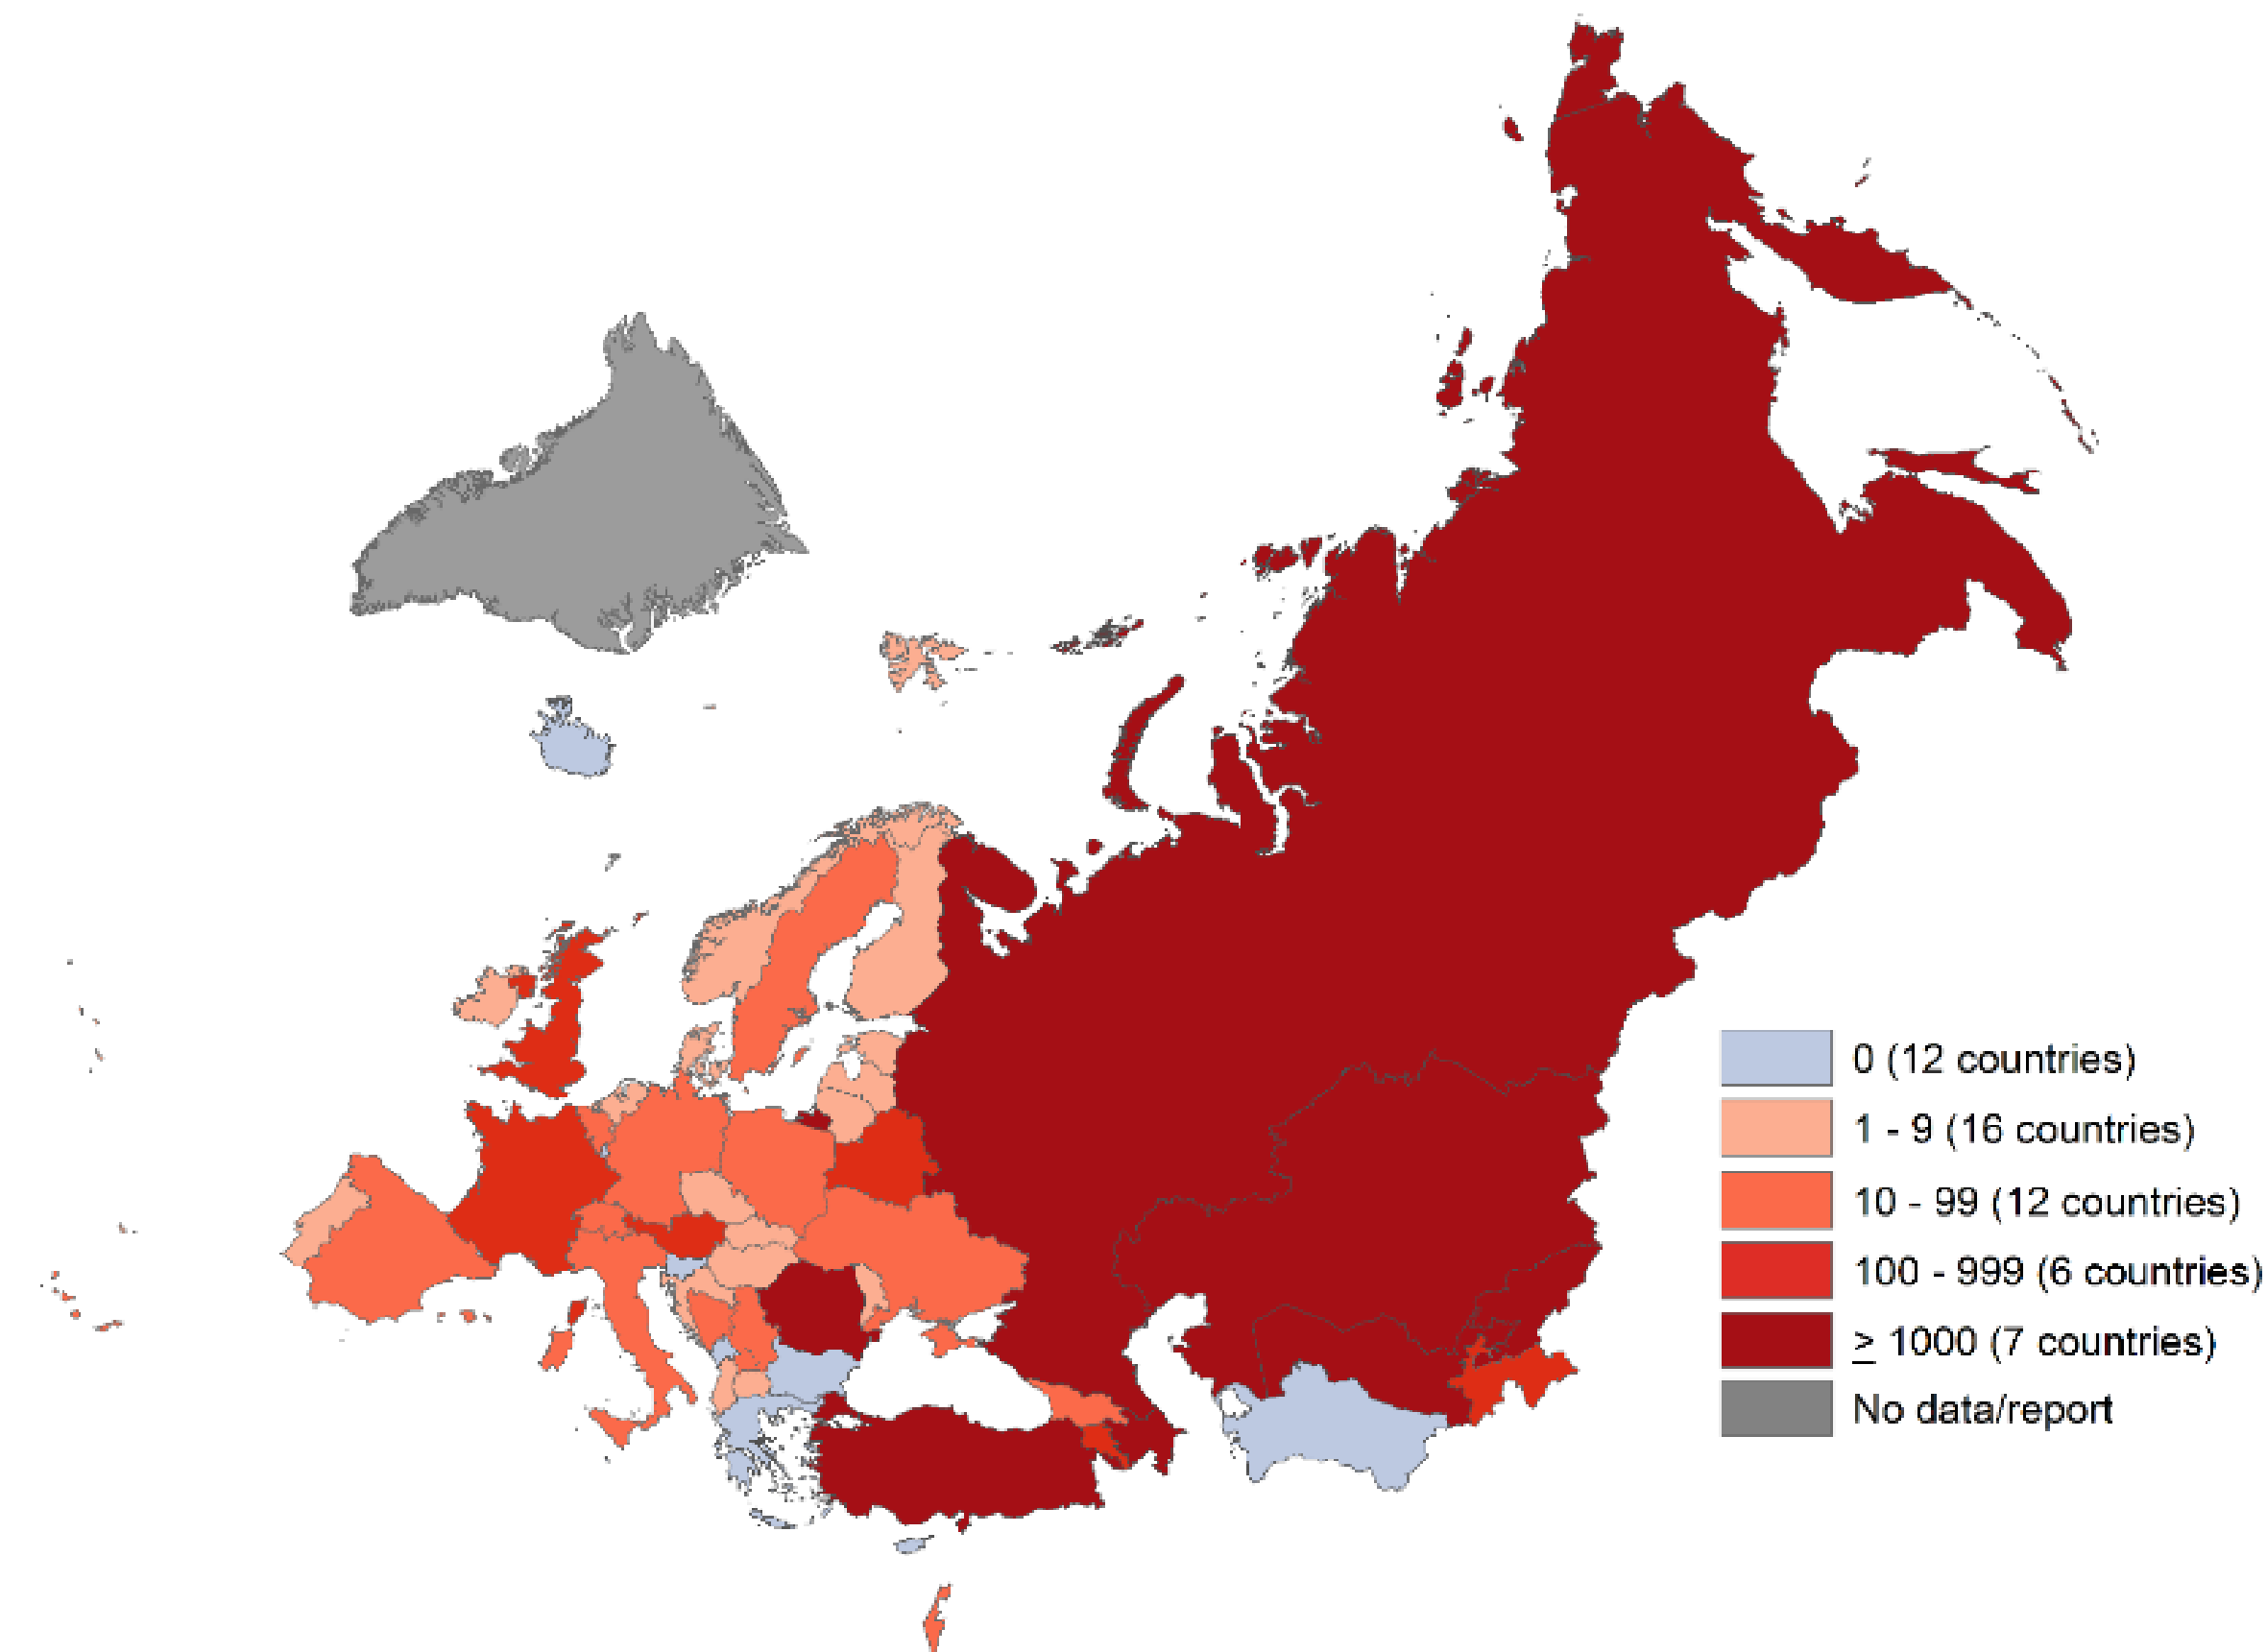 0 (12 countries)
1 - 9 (16 countries)
10 - 99 (12 countries)
100 - 999 (6 countries)
≥ 1000 (7 countries)
No data/report